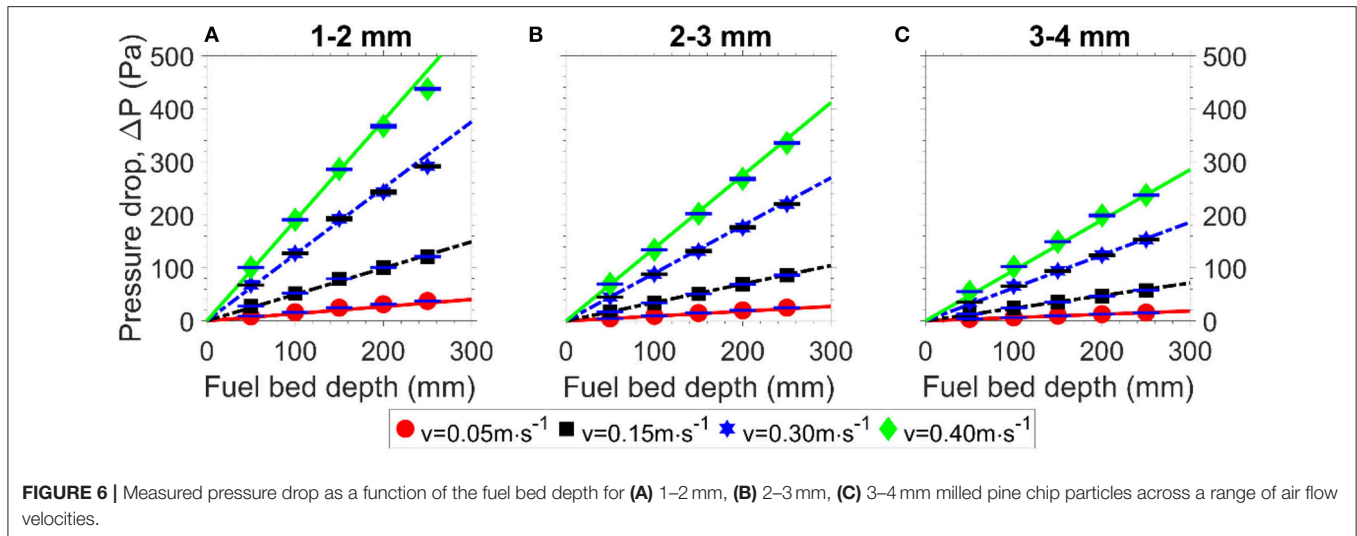 A 1-2 mm B 2-3 mm C 3-4 mm
Pressure drop, ΔP (Pa)
500 500
400 400
300 300
200 200
100 100
0 0
0 100 200 300 0 100 200 300 0 100 200 300
Fuel bed depth (mm) Fuel bed depth (mm) Fuel bed depth (mm)
v=0.05m·s⁻¹ v=0.15m·s⁻¹ v=0.30m·s⁻¹ v=0.40m·s⁻¹
FIGURE 6 | Measured pressure drop as a function of the fuel bed depth for (A) 1–2 mm, (B) 2–3 mm, (C) 3–4 mm milled pine chip particles across a range of air flow
velocities.